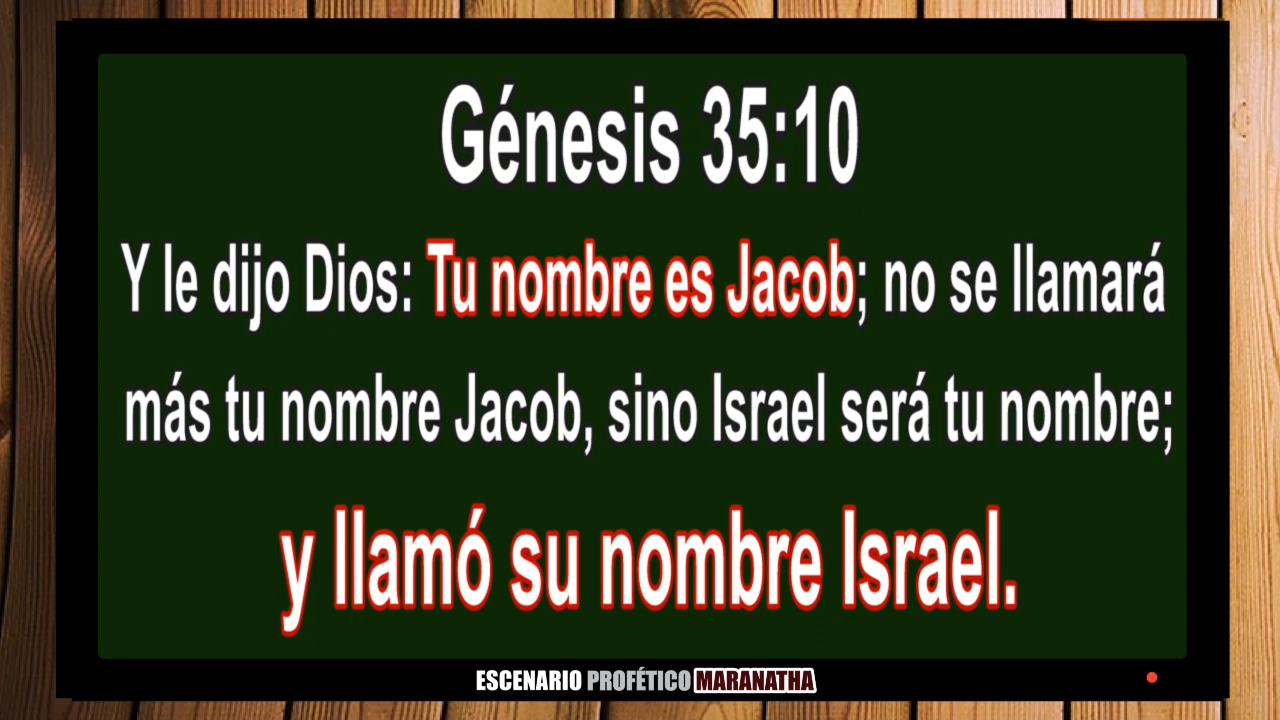 Génesis 35:10
Y le dijo Dios: Tu nombre es Jacob; no se llamará
más tu nombre Jacob, sino Israel será tu nombre;
y llamó su nombre Israel.
ESCENARIO PROFÉTICO MARANATHA